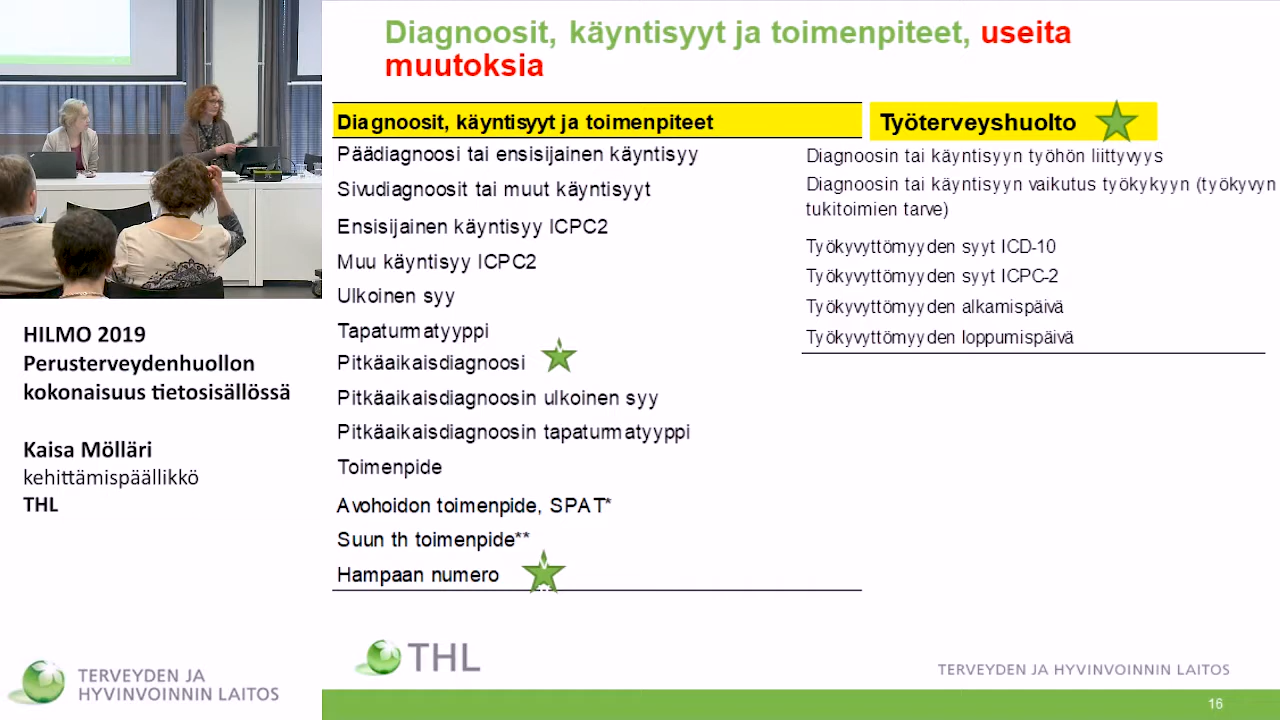 Diagnoosit, käyntisyyt ja toimenpiteet, useita
muutoksia
Diagnoosit, käyntisyyt ja toimenpiteet
Päädiagnoosi tai ensisijainen käyntisyy
Sivudiagnoosit tai muut käyntisyyt
Ensisijainen käyntisyy ICPC2
Muu käyntisyy ICPC2
Ulkoinen syy
Tapaturmatyyppi
Pitkäaikaisdiagnoosi
Pitkäaikaisdiagnoosin ulkoinen syy
Pitkäaikaisdiagnoosin tapaturmatyyppi
Toimenpide
Avohoidon toimenpide, SPAT*
Suun th toimenpide**
Hampaan numero
Työterveyshuolto
Diagnoosin tai käyntisyyn työhön liittyvyys
Diagnoosin tai käyntisyyn vaikutus työkykyyn (työkyvyn
tukitoimien tarve)
Työkyvyttömyyden syyt ICD-10
Työkyvyttömyyden syyt ICPC-2
Työkyvyttömyyden alkamispäivä
Työkyvyttömyyden loppumispäivä
HILMO 2019
Perusterveydenhuollon
kokonaisuus tietosisällössä
Kaisa Mölläri
kehittämispäällikkö
THL
TERVEYDEN JA
HYVINVOINNIN LAITOS
THL
TERVEYDEN JA HYVINVOINNIN LAITOS
16